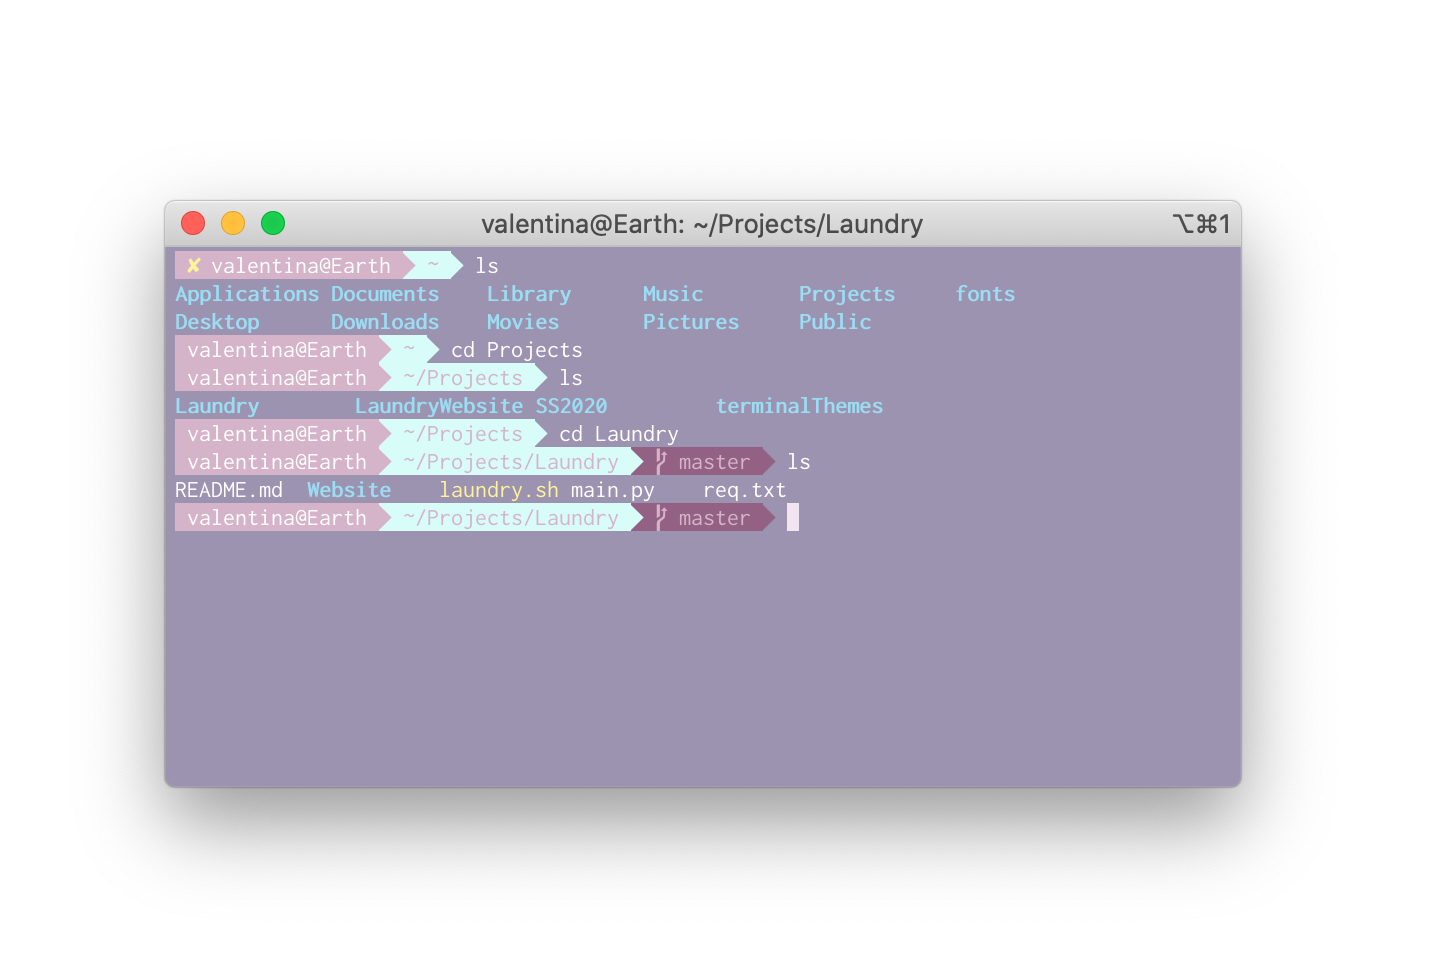 valentina@Earth: ~/Projects/Laundry ⌥⌘1
✘ valentina@Earth ~ ls
Applications Documents Library Music Projects fonts
Desktop Downloads Movies Pictures Public
valentina@Earth ~ cd Projects
valentina@Earth ~/Projects ls
Laundry LaundryWebsite SS2020 terminalThemes
valentina@Earth ~/Projects cd Laundry
valentina@Earth ~/Projects/Laundry master ls
README.md Website laundry.sh main.py req.txt
valentina@Earth ~/Projects/Laundry master